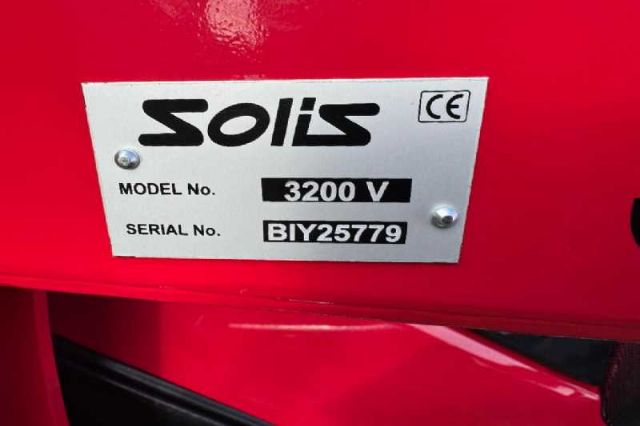 Solis
CE
MODEL No. 3200 V
SERIAL No. BIY25779